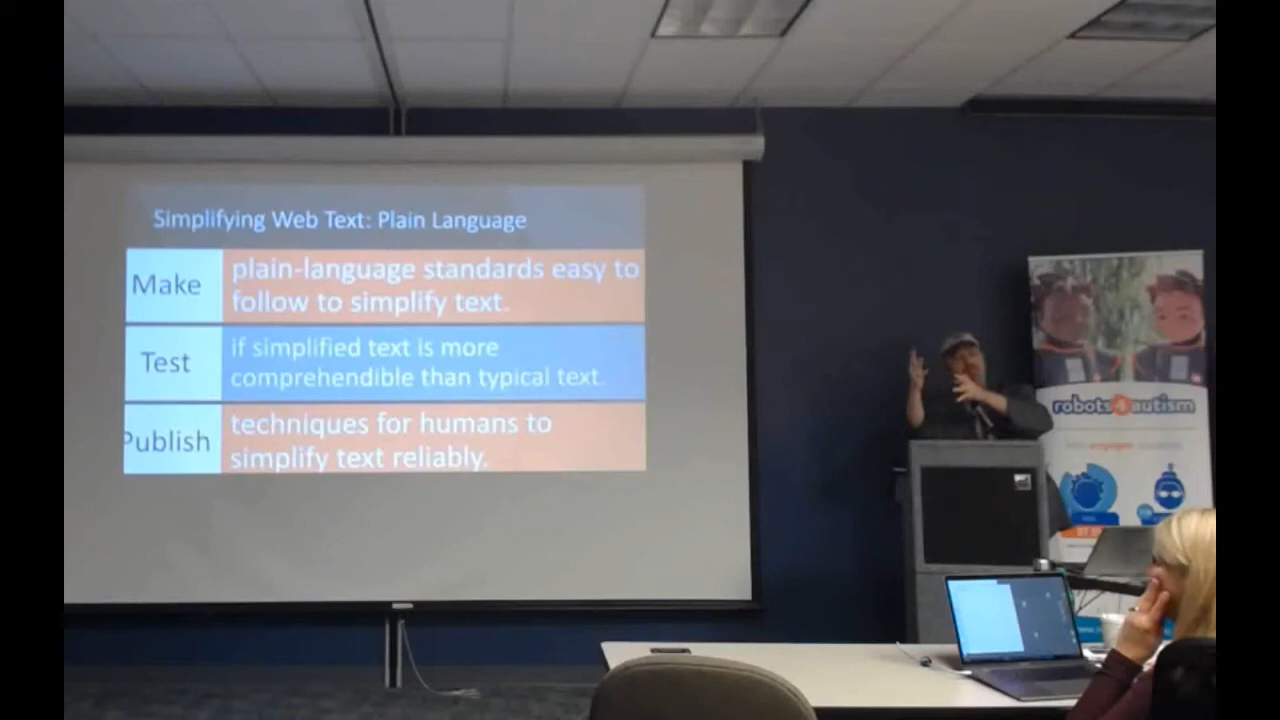 Simplifying Web Text: Plain Language
Make
plain-language standards easy to
follow to simplify text.
Test
if simplified text is more
comprehendible than typical text.
Publish
techniques for humans to
simplify text reliably.
robots4autism